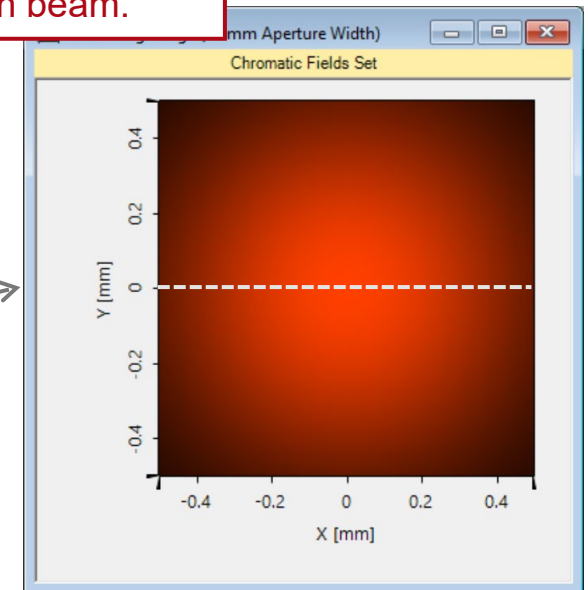 beam.
mm Aperture Width)
Chromatic Fields Set
Y [mm]
0.4
0.2
0
-0.2
-0.4
-0.4 -0.2 0 0.2 0.4
X [mm]